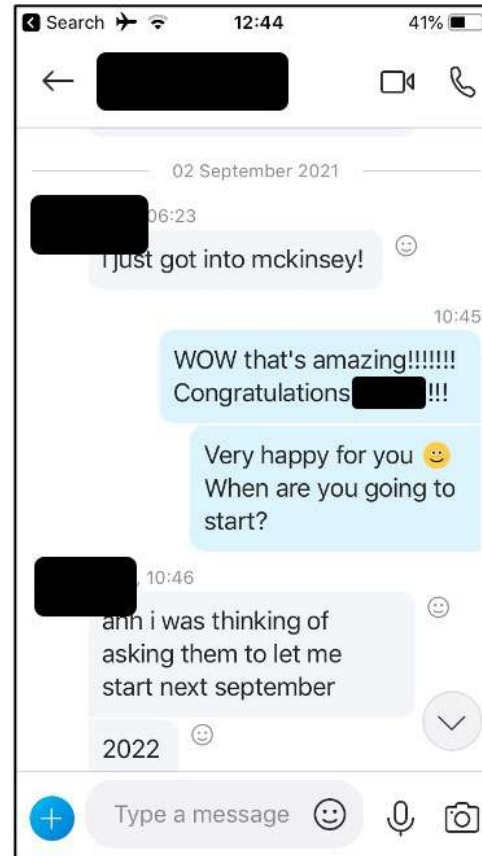 Search 12:44 41%
02 September 2021
06:23
I just got into mckinsey!
10:45
WOW that's amazing!!!!!!!
Congratulations !!!
Very happy for you 🙂
When are you going to
start?
, 10:46
ahh i was thinking of
asking them to let me
start next september
2022
Type a message